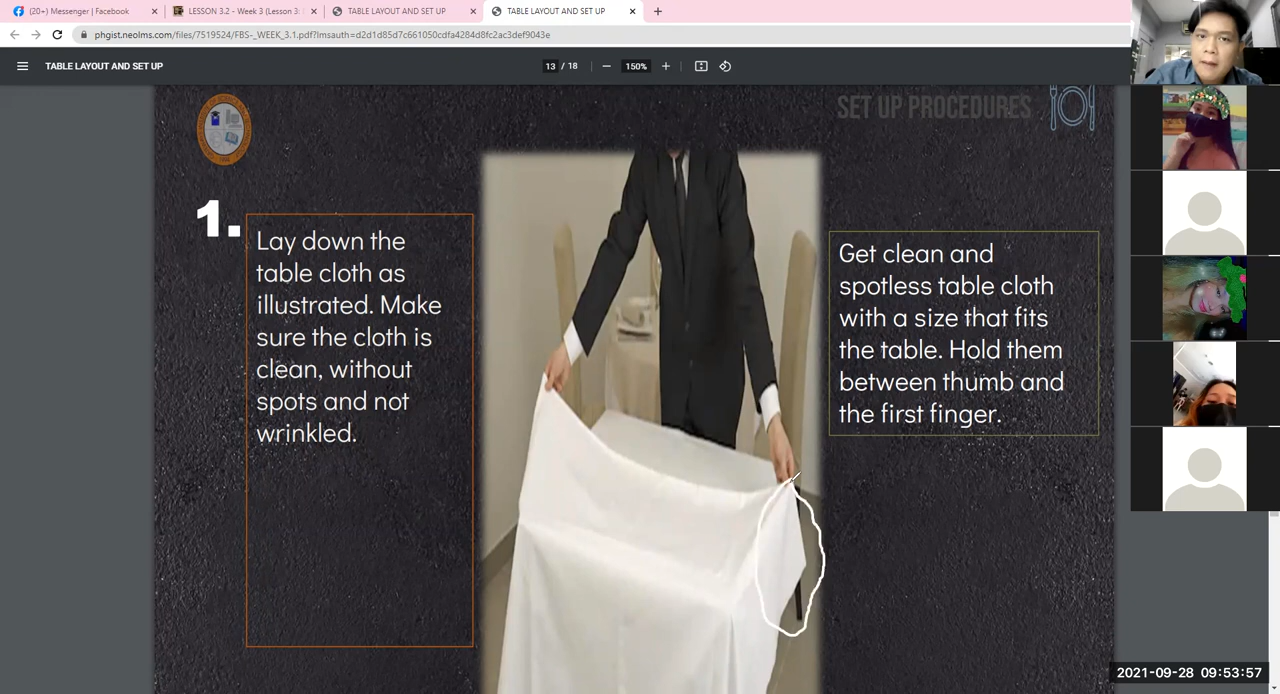 (20+) Messenger | Facebook
LESSON 3.2 - Week 3 (Lesson 3:
TABLE LAYOUT AND SET UP
TABLE LAYOUT AND SET UP
phgist.neolms.com/files/7519524/FBS-_WEEK_3.1.pdf?lmsauth=d2d1d85d7c661050cdfa4284d8fc2ac3def9043e
TABLE LAYOUT AND SET UP
13 / 18
150%
SET UP PROCEDURES
1.
Lay down the
table cloth as
illustrated. Make
sure the cloth is
clean, without
spots and not
wrinkled.
Get clean and
spotless table cloth
with a size that fits
the table. Hold them
between thumb and
the first finger.
2021-09-28 09:53:57